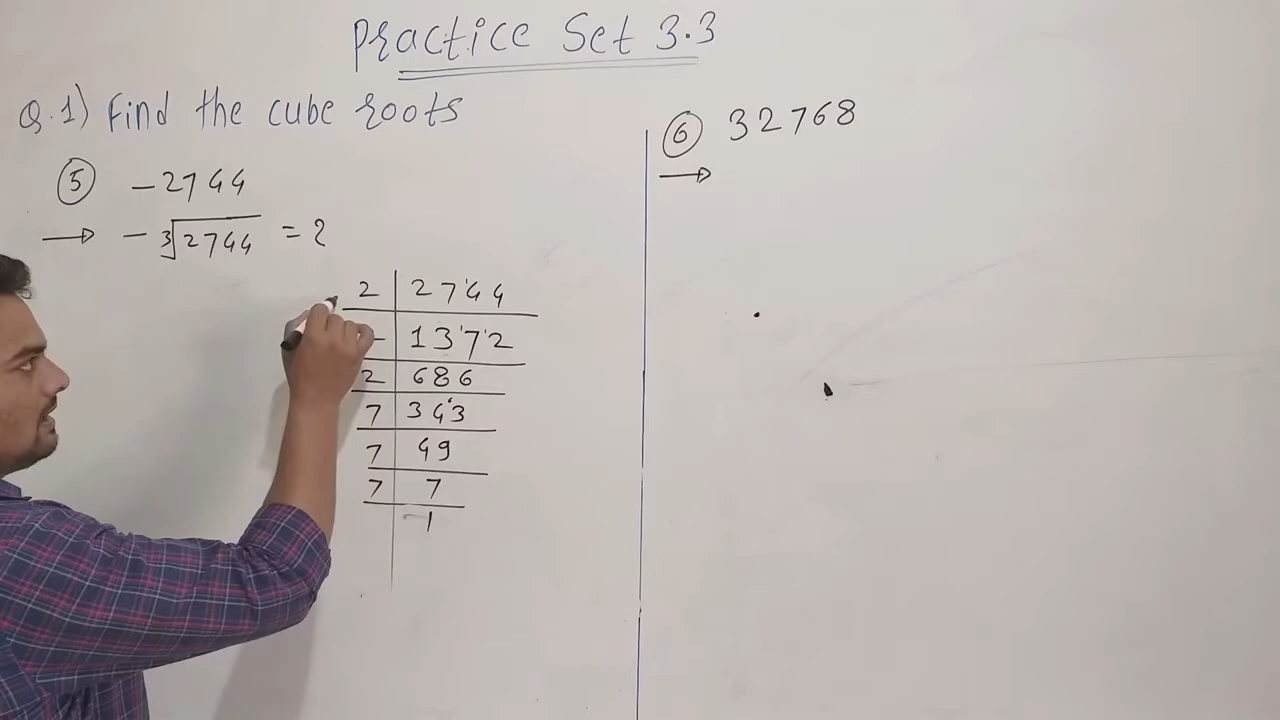 Practice Set 3.3
Q.1) Find the cube roots
⑤ -2744
→ -∛2744 = 2
2 | 2744
1372
2 | 686
7 | 343
7 | 49
7 | 7
1
⑥ 32768
→